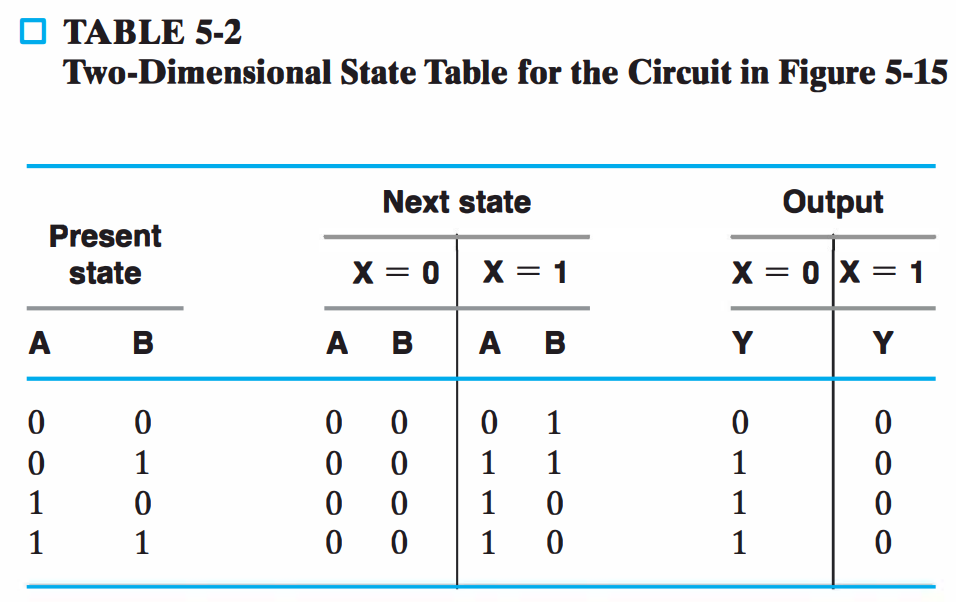 TABLE 5-2
Two-Dimensional State Table for the Circuit in Figure 5-15
Next state Output
Present
state
X = 0 X = 1 X = 0 X = 1
A B A B A B Y Y
0 0 0 0 0 1 0 0
0 1 0 0 1 1 1 0
1 0 0 0 1 0 1 0
1 1 0 0 1 0 1 0